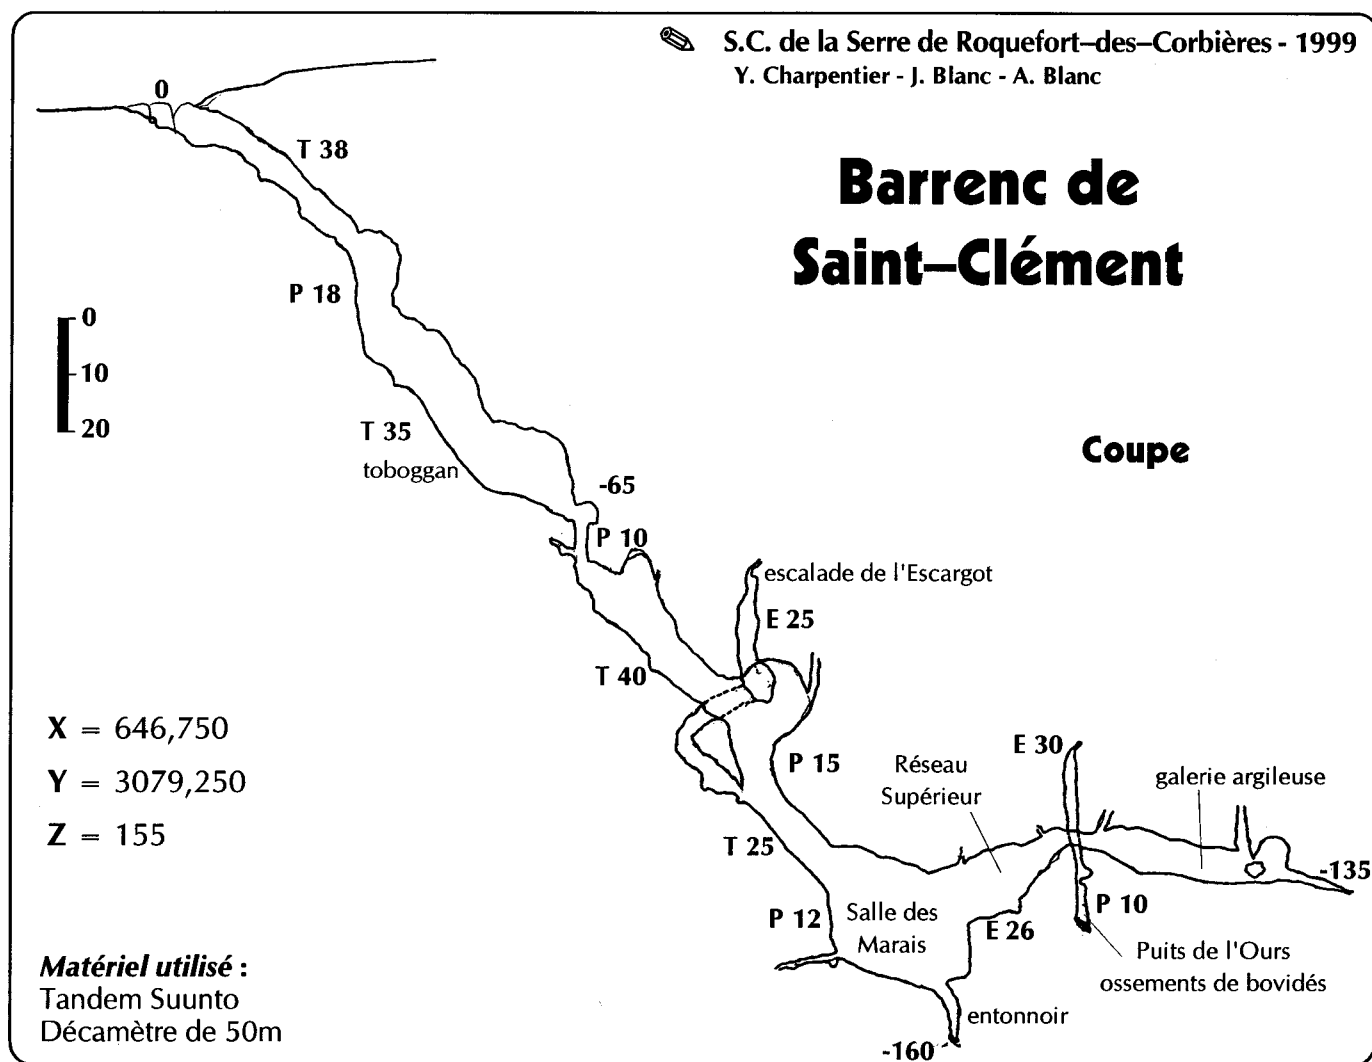 S.C. de la Serre de Roquefort–des–Corbières - 1999
Y. Charpentier - J. Blanc - A. Blanc
Barrenc de
Saint–Clément
Coupe
0
T 38
P 18
0
10
20
T 35
toboggan
-65
P 10
escalade de l'Escargot
E 25
T 40
X = 646,750
Y = 3079,250
Z = 155
P 15
Réseau
Supérieur
E 30
galerie argileuse
T 25
-135
P 12
Salle des
Marais
E 26
P 10
Puits de l'Ours
ossements de bovidés
entonnoir
-160
Matériel utilisé :
Tandem Suunto
Décamètre de 50m